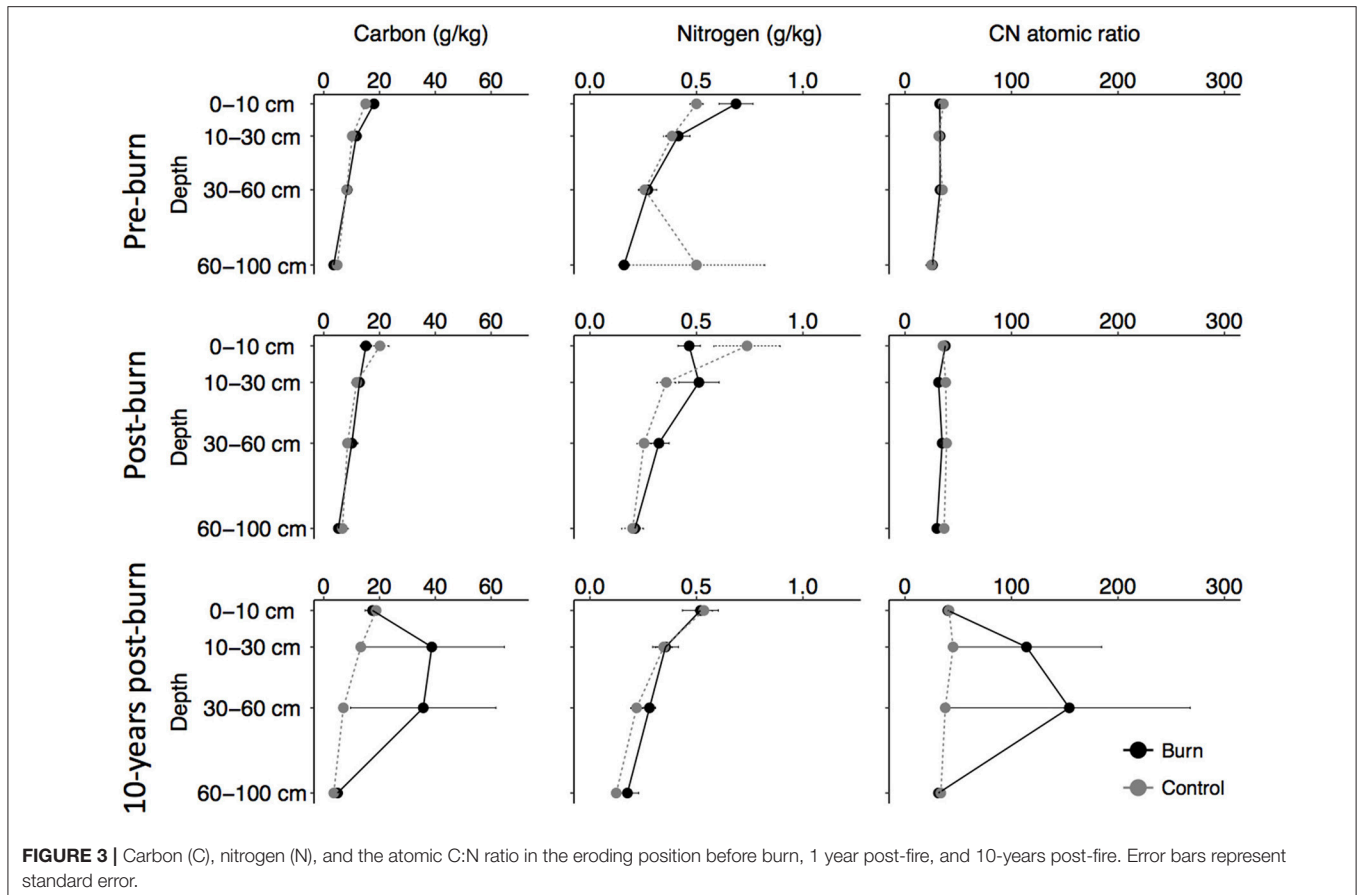 Carbon (g/kg) Nitrogen (g/kg) CN atomic ratio
0 20 40 60 0.0 0.5 1.0 0 100 200 300
Pre-burn
Depth
0–10 cm
10–30 cm
30–60 cm
60–100 cm
0 20 40 60 0.0 0.5 1.0 0 100 200 300
Post-burn
Depth
0–10 cm
10–30 cm
30–60 cm
60–100 cm
0 20 40 60 0.0 0.5 1.0 0 100 200 300
10-years post-burn
Depth
0–10 cm
10–30 cm
30–60 cm
60–100 cm
Burn
Control
FIGURE 3 | Carbon (C), nitrogen (N), and the atomic C:N ratio in the eroding position before burn, 1 year post-fire, and 10-years post-fire. Error bars represent
standard error.